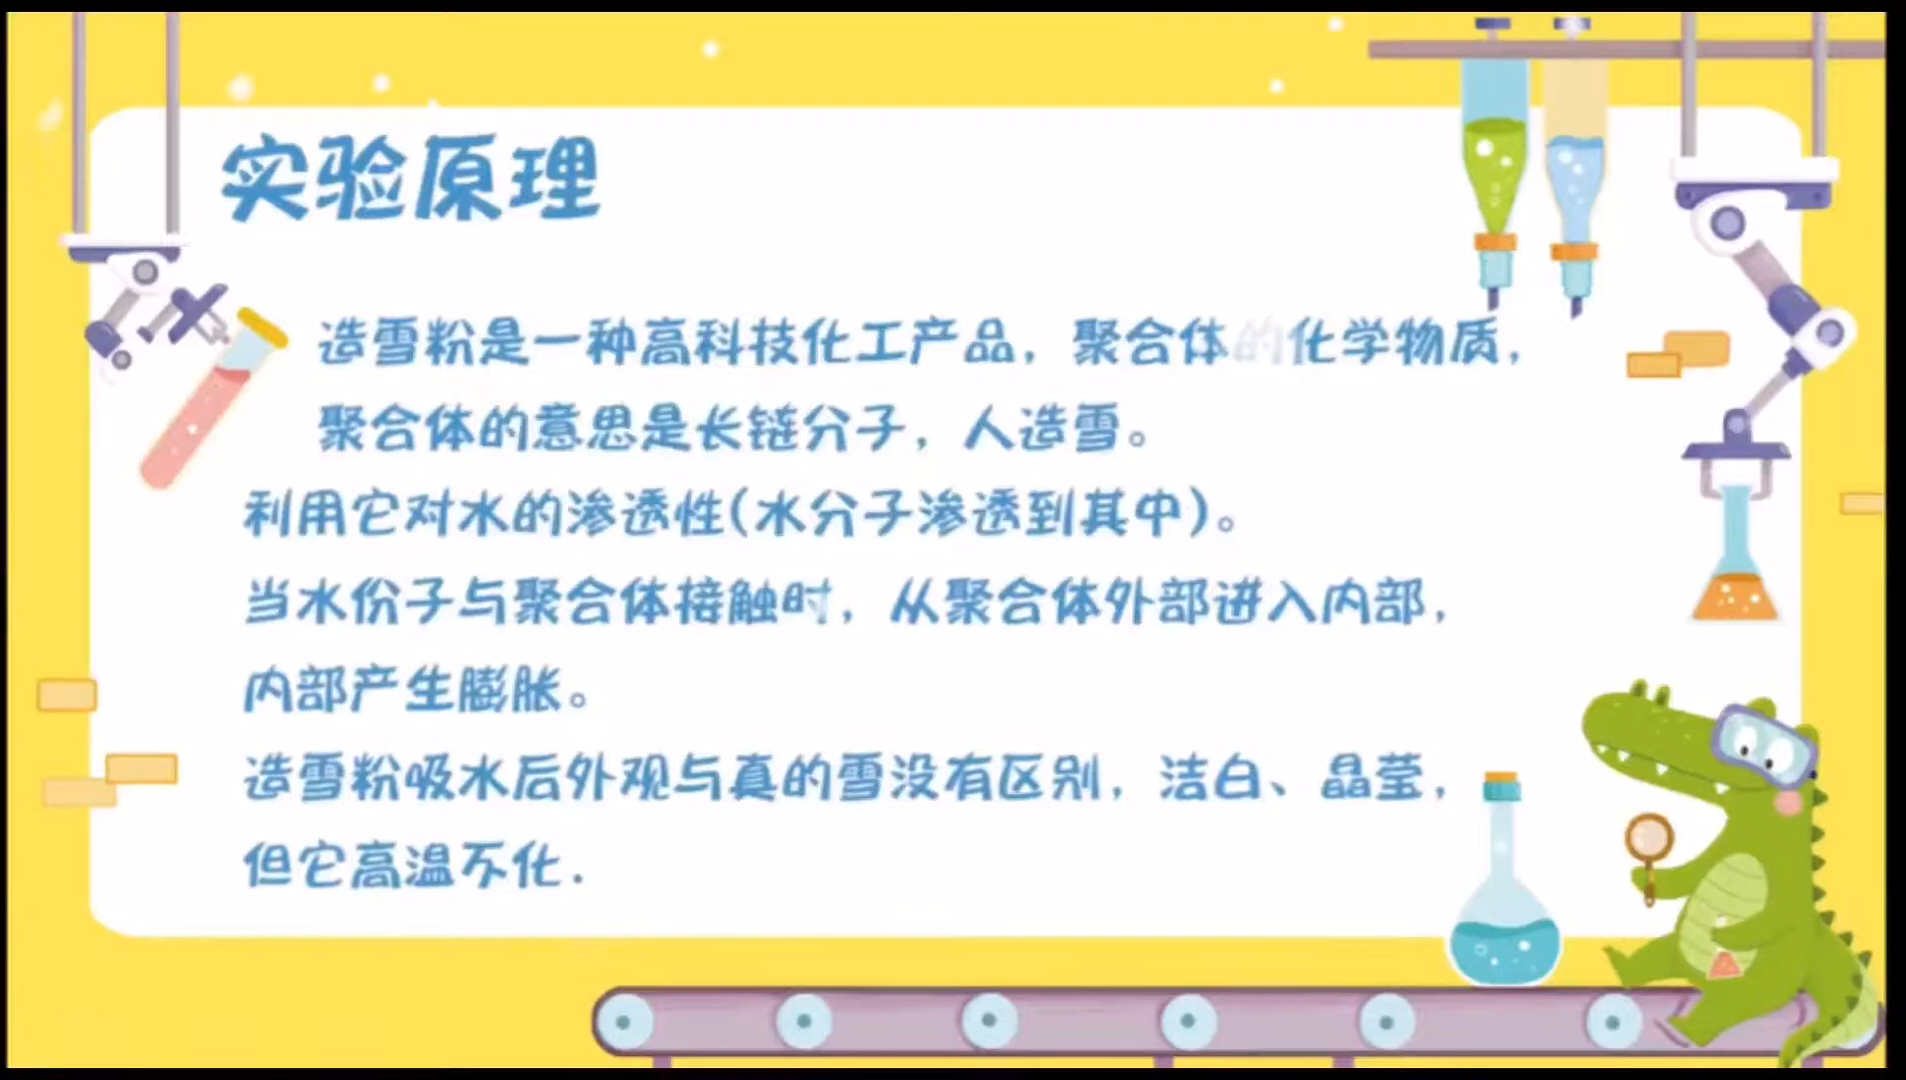 实验原理
造雪粉是一种高科技化工产品，聚合体的化学物质，
聚合体的意思是长链分子，人造雪。
利用它对水的渗透性(水分子渗透到其中)。
当水份子与聚合体接触时，从聚合体外部进入内部，
内部产生膨胀。
造雪粉吸水后外观与真的雪没有区别，洁白、晶莹，
但它高温不化.